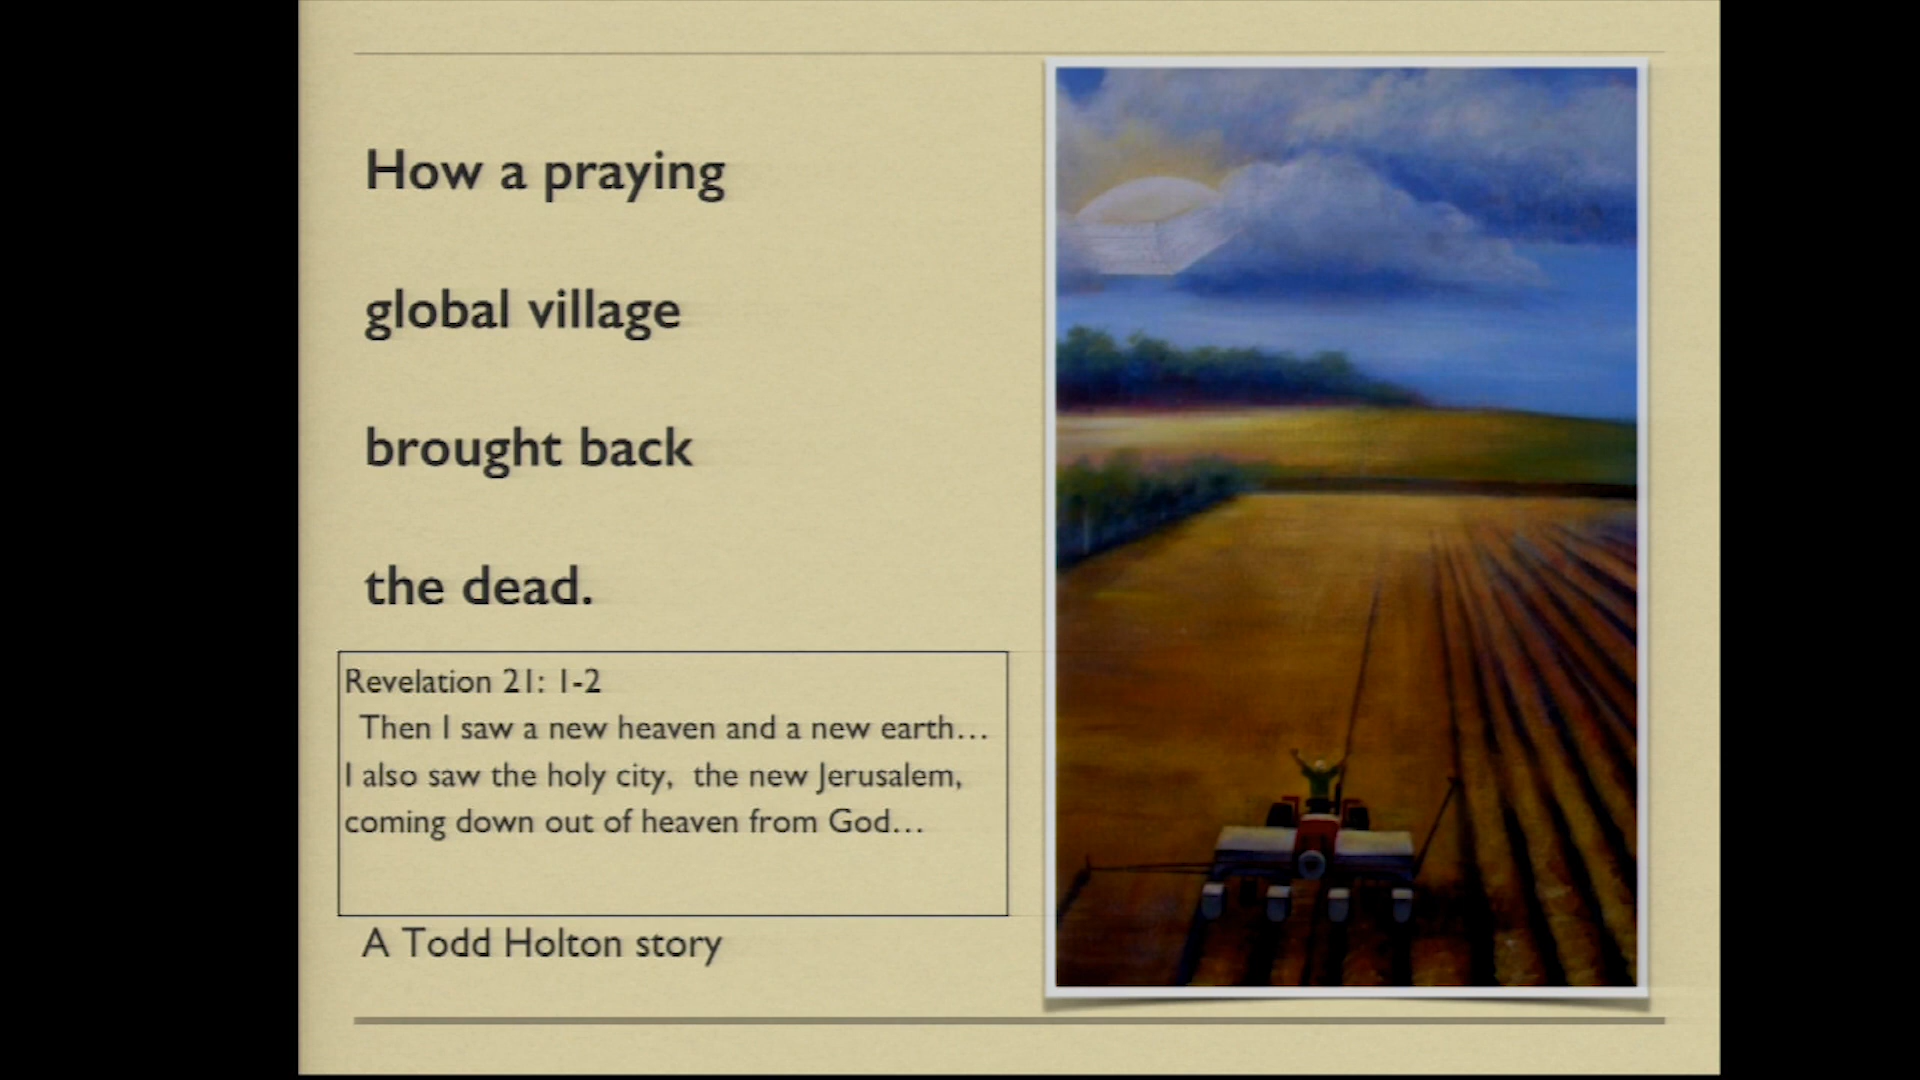 How a praying
global village
brought back
the dead.
Revelation 21: 1-2
Then I saw a new heaven and a new earth…
I also saw the holy city, the new Jerusalem,
coming down out of heaven from God…
A Todd Holton story